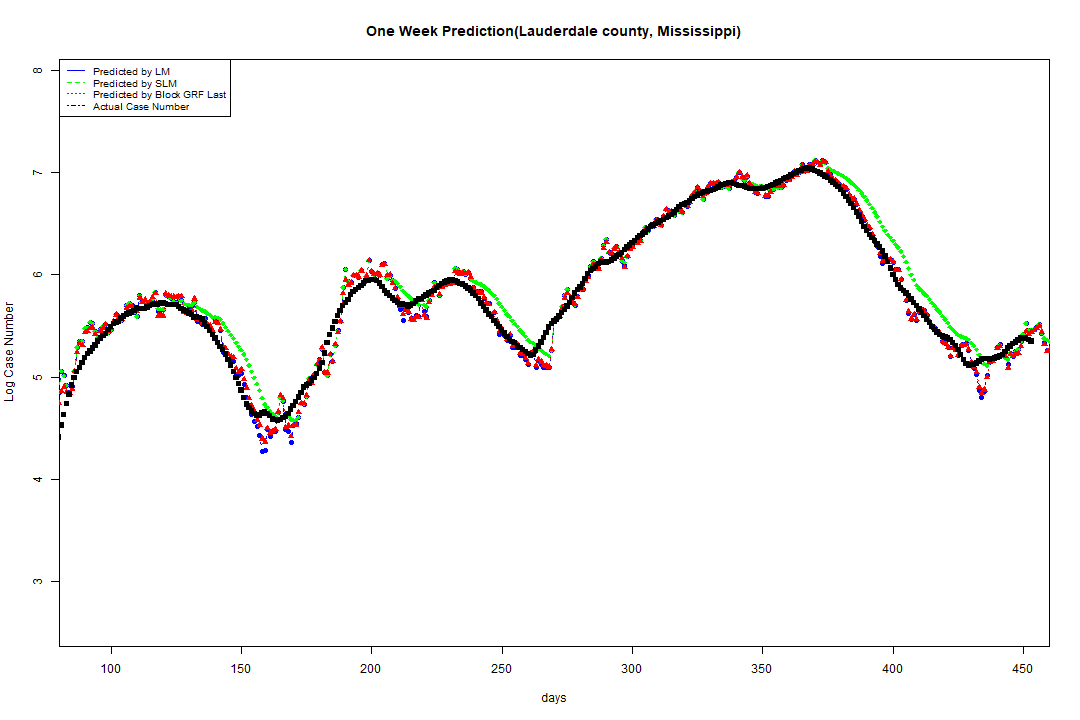 One Week Prediction(Lauderdale county, Mississippi)
Predicted by LM
Predicted by SLM
Predicted by Block GRF Last
Actual Case Number
8
7
6
5
4
3
Log Case Number
100 150 200 250 300 350 400 450
days